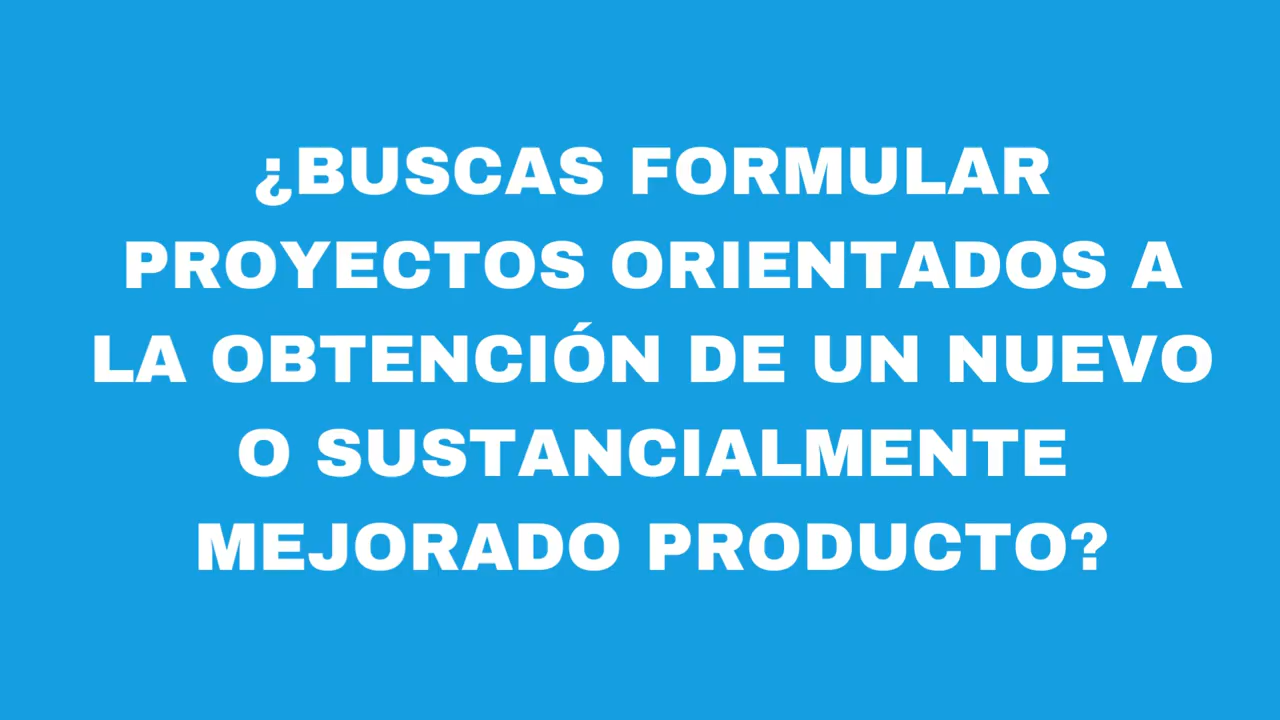 ¿BUSCAS FORMULAR
PROYECTOS ORIENTADOS A
LA OBTENCIÓN DE UN NUEVO
O SUSTANCIALMENTE
MEJORADO PRODUCTO?